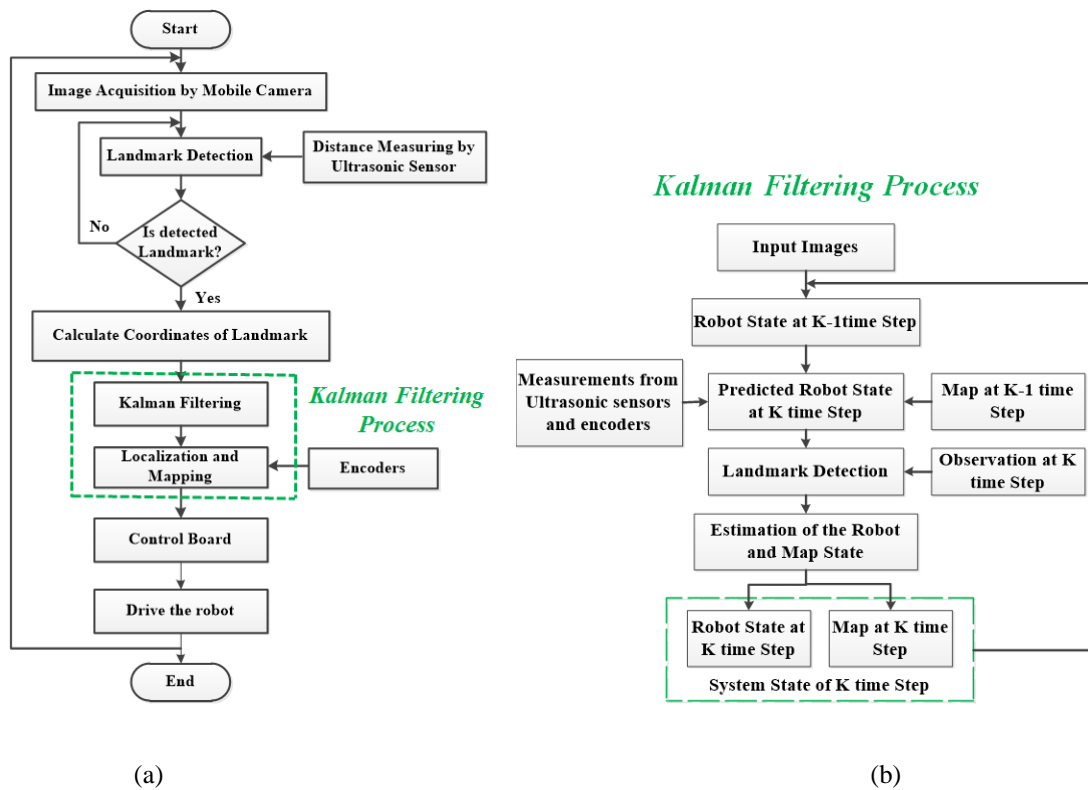 Start
Image Acquisition by Mobile Camera
Landmark Detection
Distance Measuring by
Ultrasonic Sensor
No
Is detected
Landmark?
Yes
Calculate Coordinates of Landmark
Kalman Filtering
Localization and
Mapping
Kalman Filtering
Process
Encoders
Control Board
Drive the robot
End
(a)
Kalman Filtering Process
Input Images
Robot State at K-1time Step
Measurements from
Ultrasonic sensors
and encoders
Predicted Robot State
at K time Step
Map at K-1 time
Step
Landmark Detection
Observation at K
time Step
Estimation of the Robot
and Map State
Robot State at
K time Step
Map at K time
Step
System State of K time Step
(b)